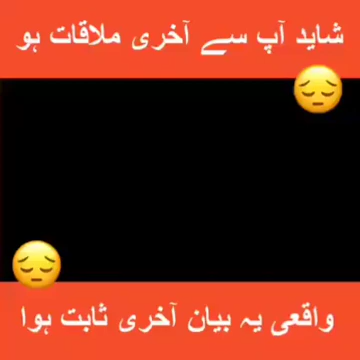 شاید آپ سے آخری ملاقات ہو
واقعی یہ بیان آخری ثابت ہوا